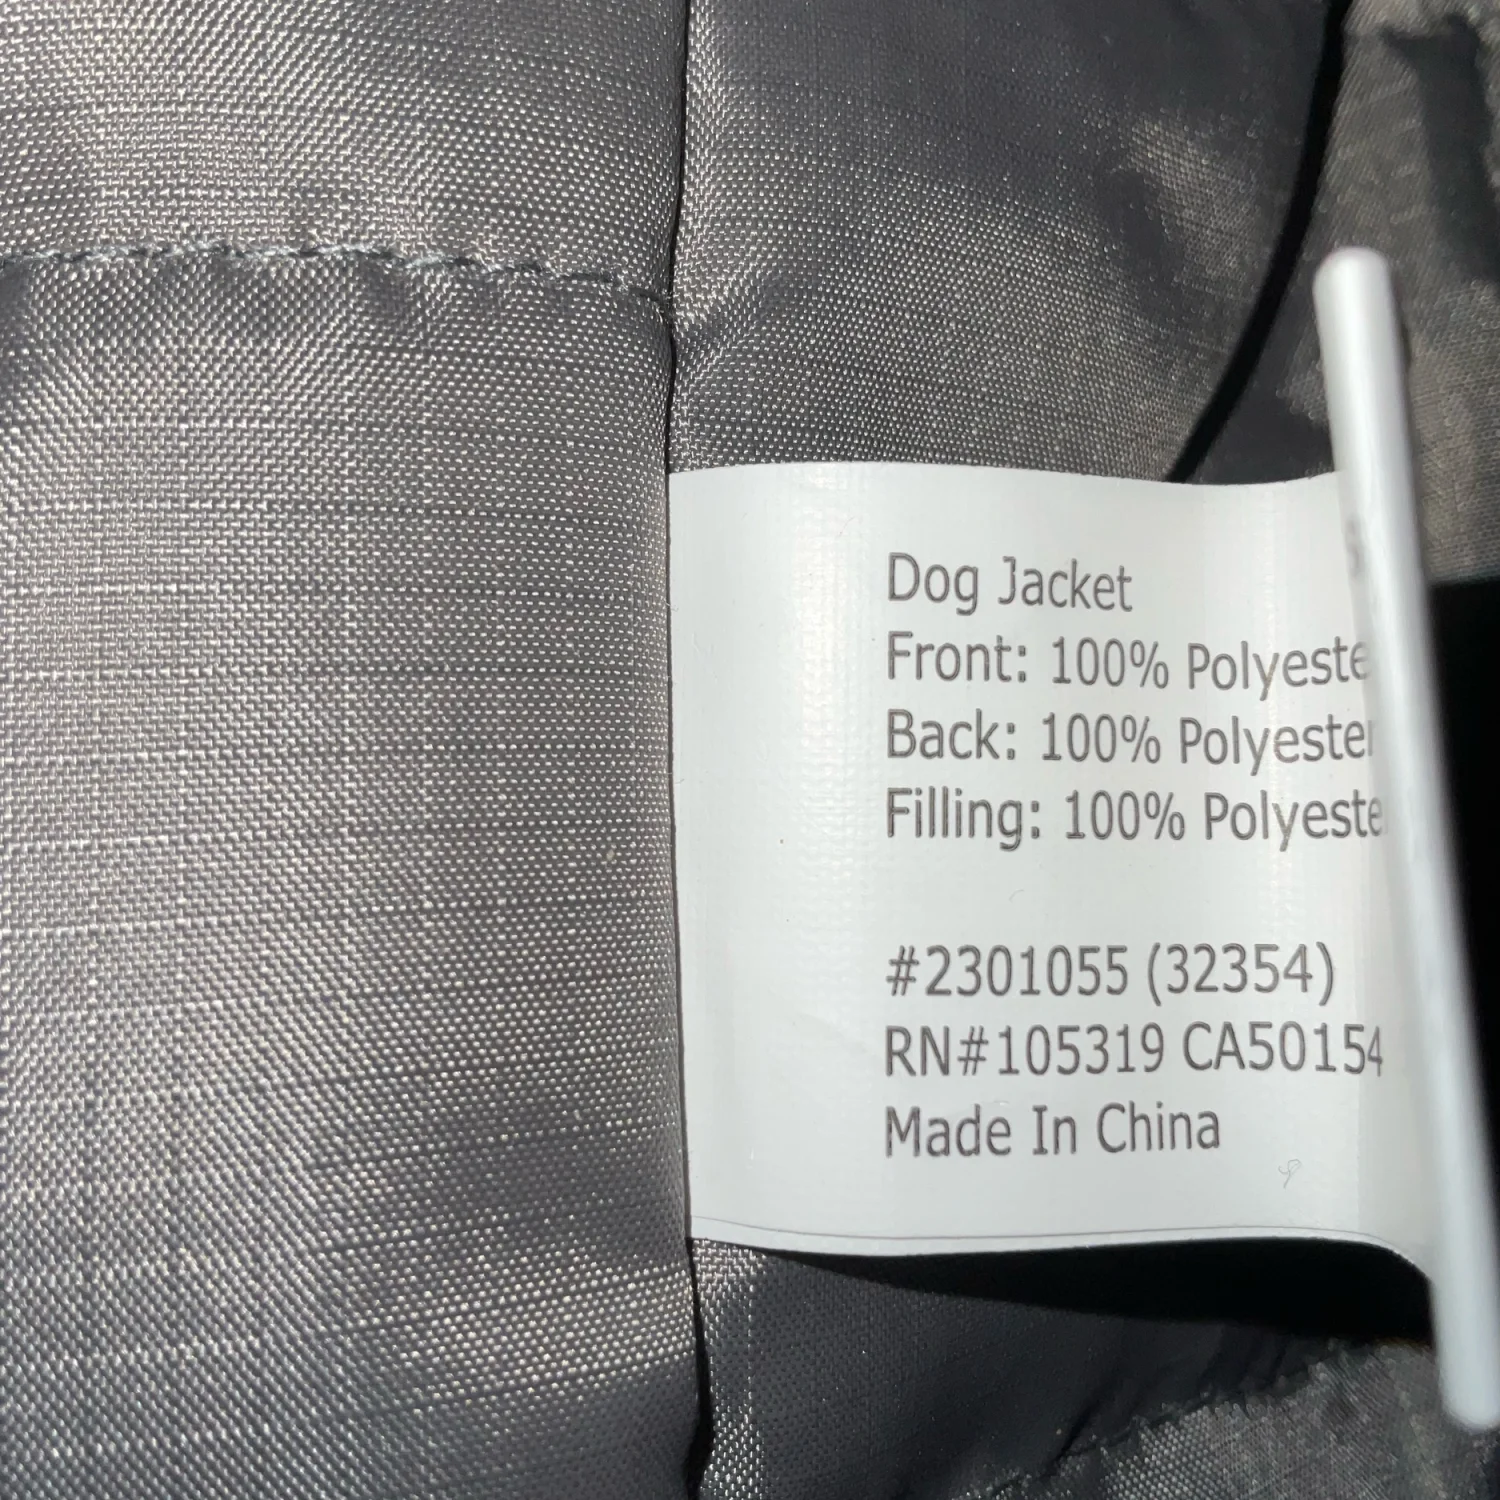 Dog Jacket
Front: 100% Polyeste
Back: 100% Polyester
Filling: 100% Polyeste
#2301055 (32354)
RN#105319 CA50154
Made In China